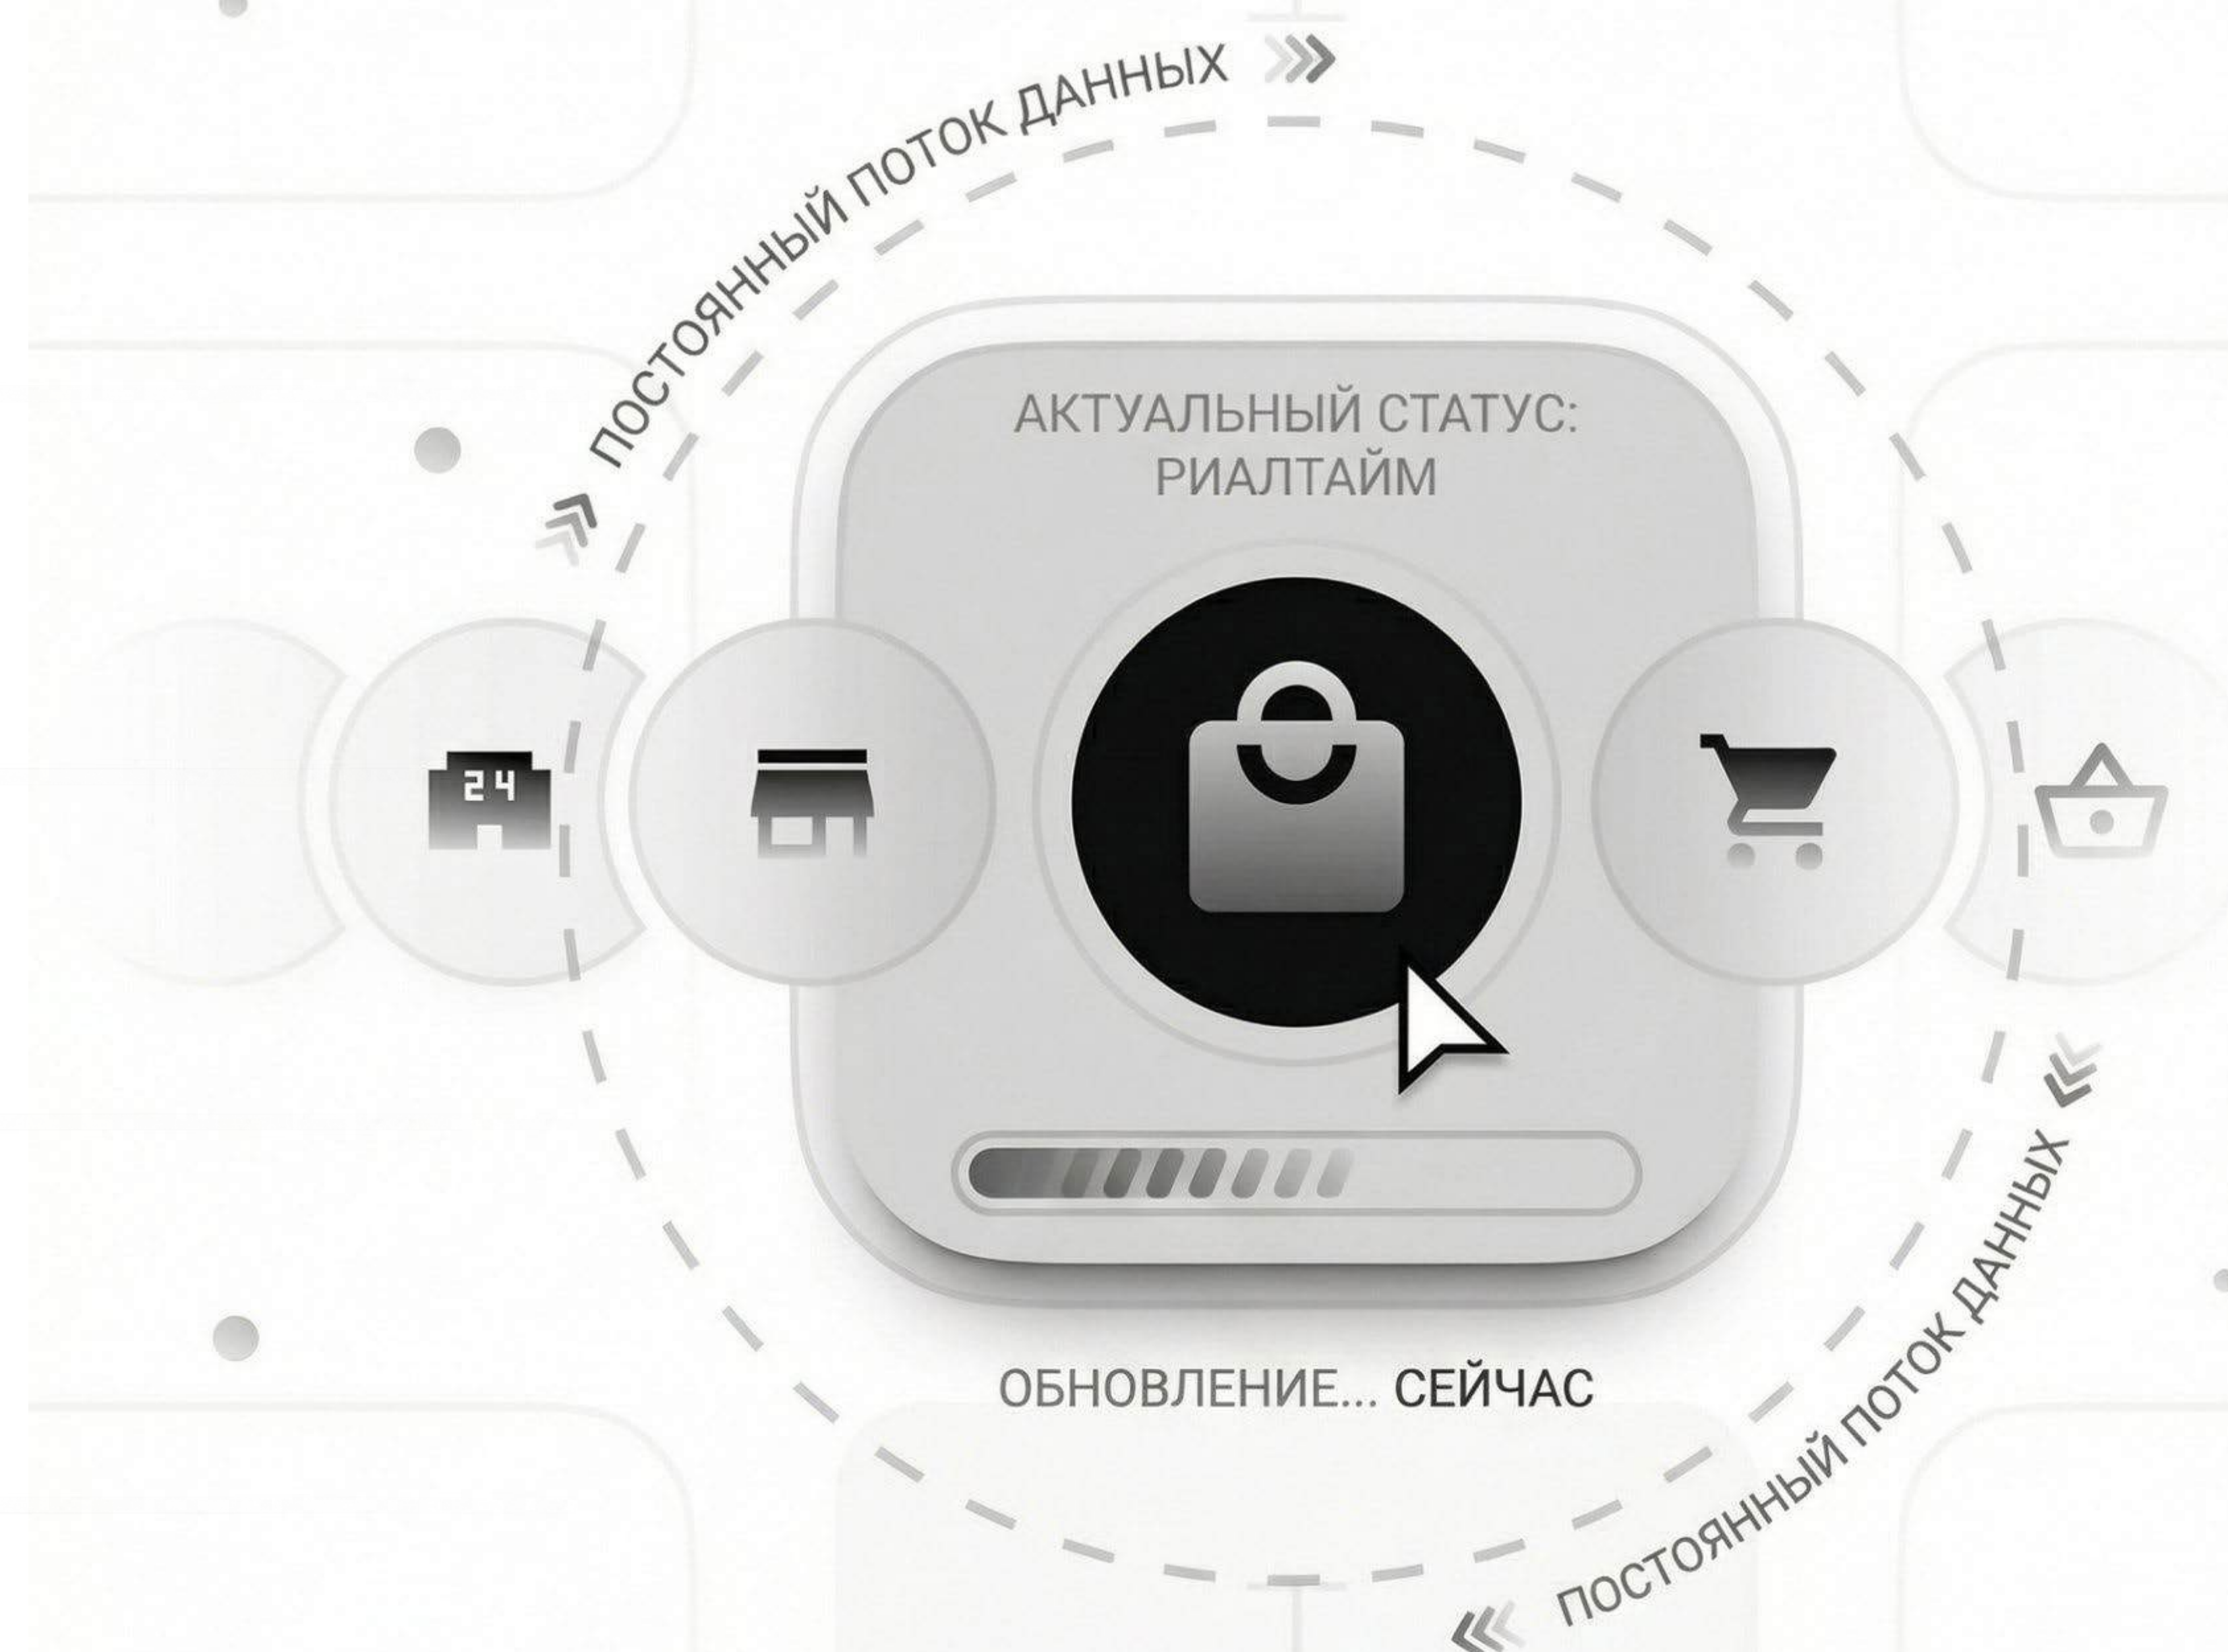 ПОСТОЯННЫЙ ПОТОК ДАННЫХ
АКТУАЛЬНЫЙ СТАТУС:
РИАЛТАЙМ
24
ОБНОВЛЕНИЕ... СЕЙЧАС
ПОСТОЯННЫЙ ПОТОК ДАННЫХ